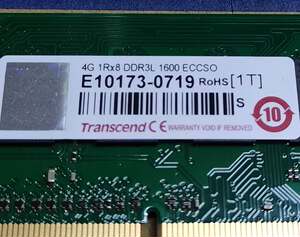 4G 1Rx8 DDR3L 1600 ECCSO
E10173-0719 RoHS[1T]
S
10
Transcend CE WARRANTY VOID IF REMOVED